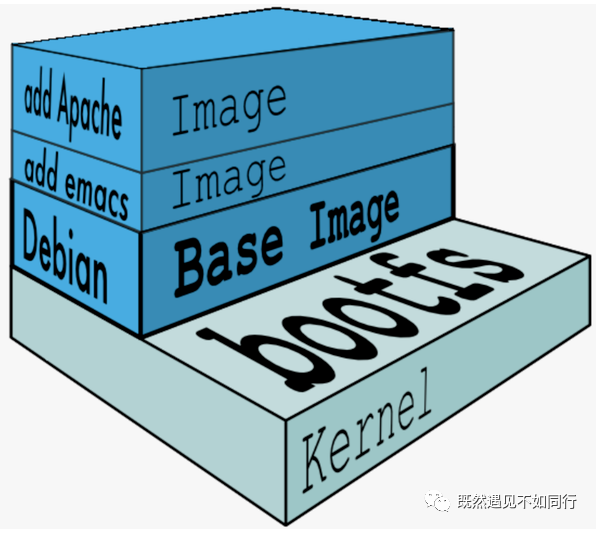 add Apache
Image
add emacs
Image
Debian
Base Image
bootfs
Kernel
既然遇见不如同行